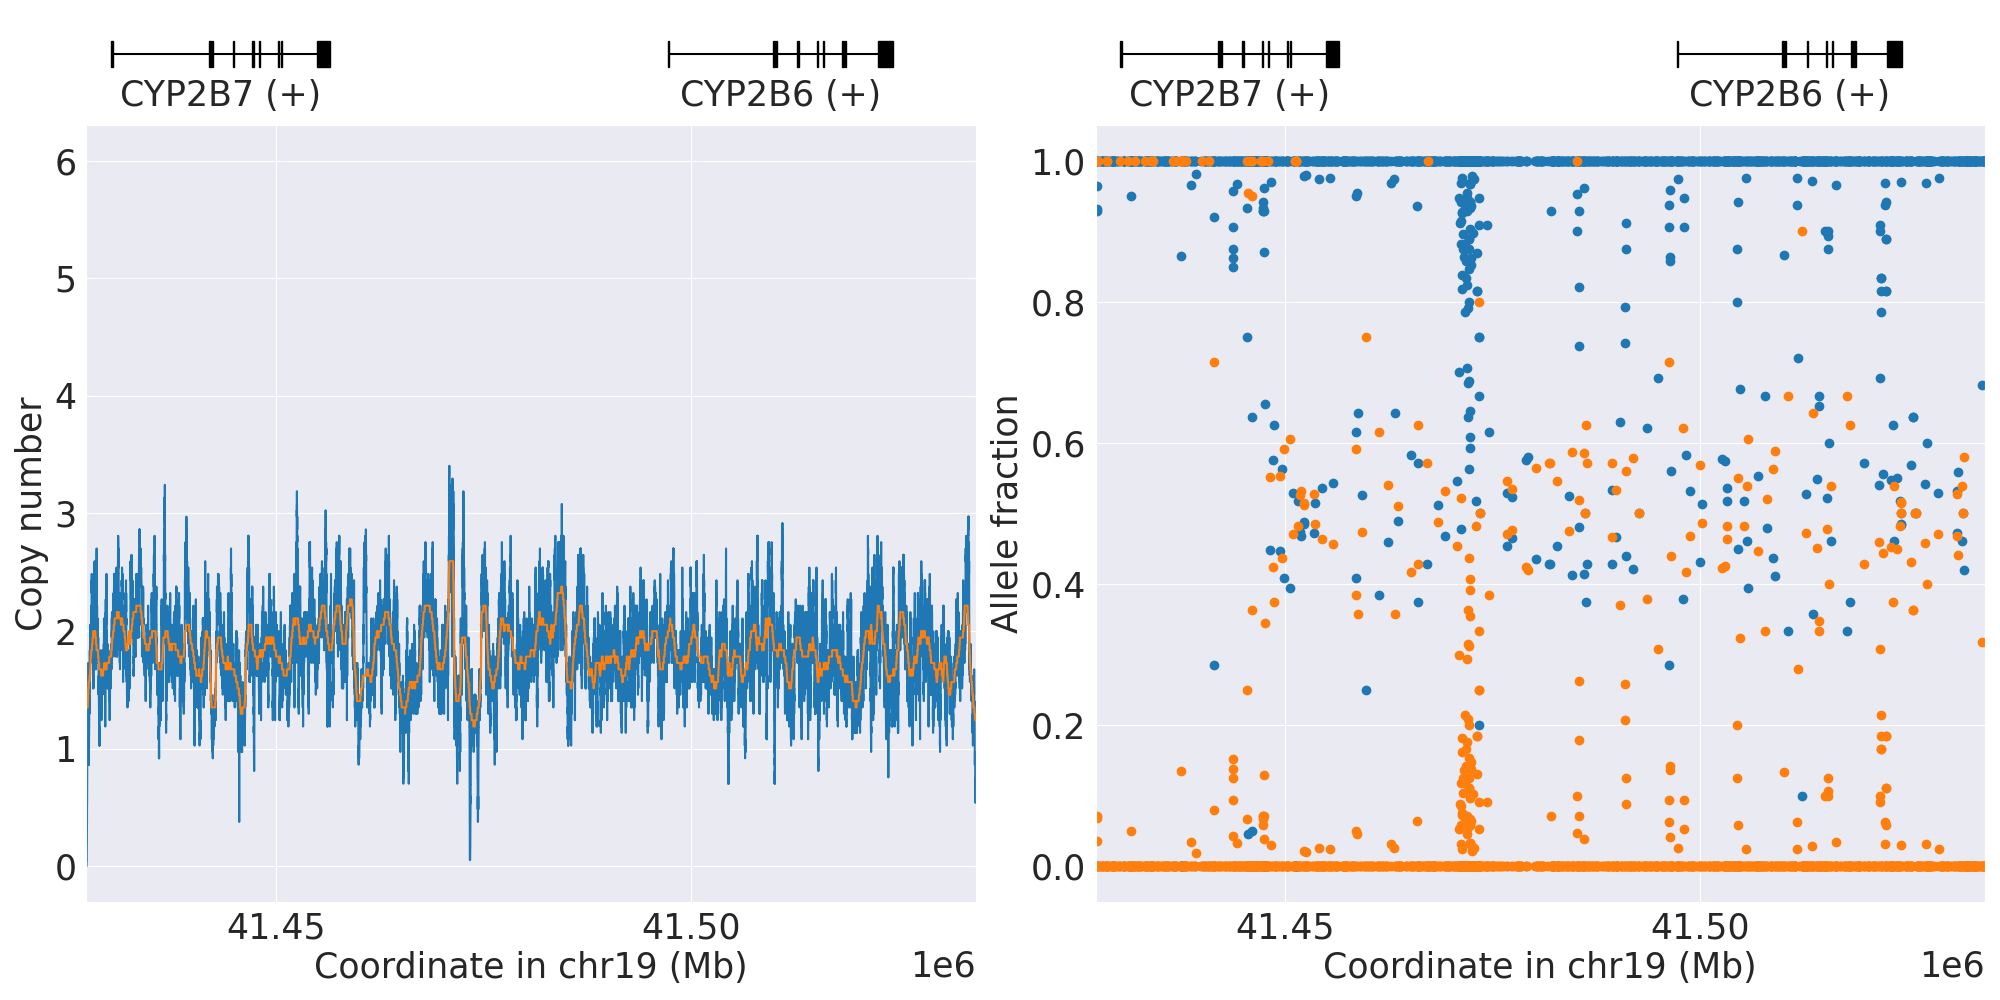 CYP2B7 (+)
CYP2B6 (+)
6
5
4
3
2
1
0
Copy number
41.45
41.50
Coordinate in chr19 (Mb)
1e6
CYP2B7 (+)
CYP2B6 (+)
1.0
0.8
0.6
0.4
0.2
0.0
Allele fraction
41.45
41.50
Coordinate in chr19 (Mb)
1e6